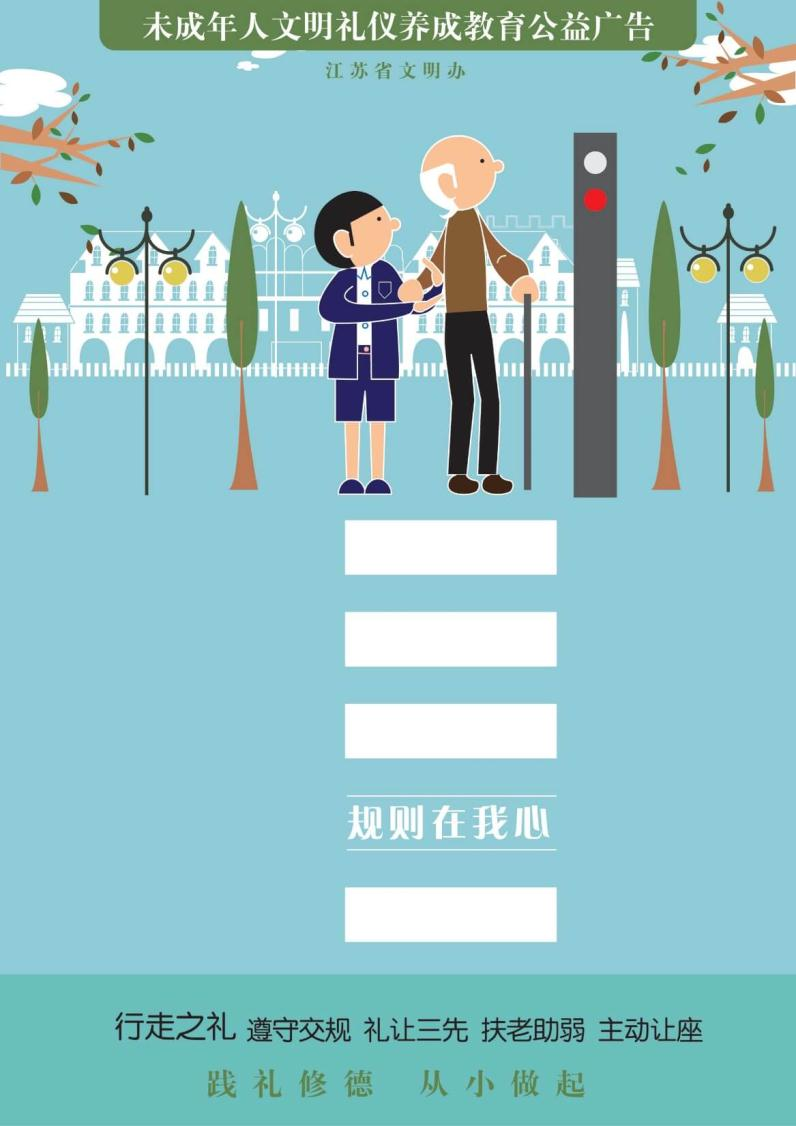 未成年人文明礼仪养成教育公益广告
江苏省文明办
规则在我心
行走之礼 遵守交规 礼让三先 扶老助弱 主动让座
践礼修德 从小做起